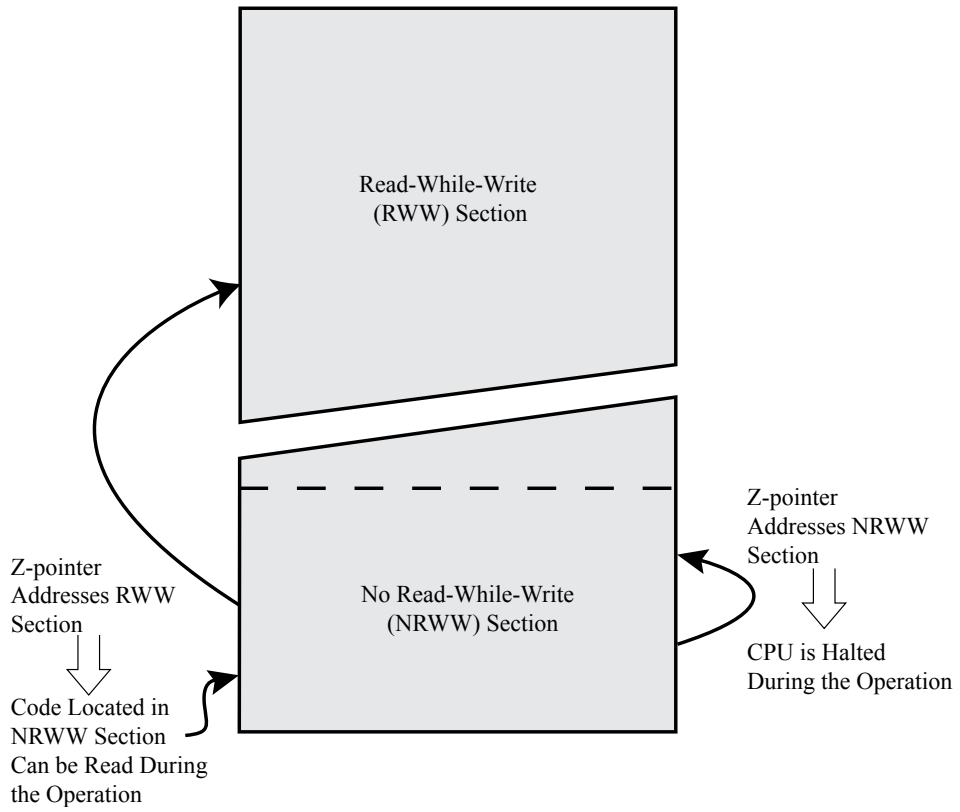 Read-While-Write
(RWW) Section
Z-pointer
Addresses NRWW
Section
Z-pointer
Addresses RWW
Section
No Read-While-Write
(NRWW) Section
CPU is Halted
During the Operation
Code Located in
NRWW Section
Can be Read During
the Operation